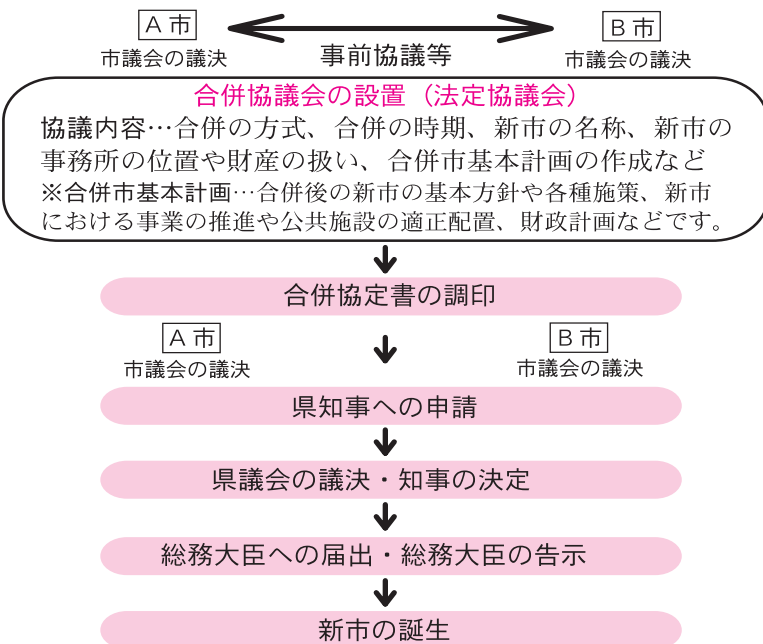 A市 B市
事前協議等
市議会の議決 市議会の議決
合併協議会の設置（法定協議会）
協議内容…合併の方式、合併の時期、新市の名称、新市の
事務所の位置や財産の扱い、合併市基本計画の作成など
※合併市基本計画…合併後の新市の基本方針や各種施策、新市
における事業の推進や公共施設の適正配置、財政計画などです。
合併協定書の調印
A市 B市
市議会の議決 市議会の議決
県知事への申請
県議会の議決・知事の決定
総務大臣への届出・総務大臣の告示
新市の誕生